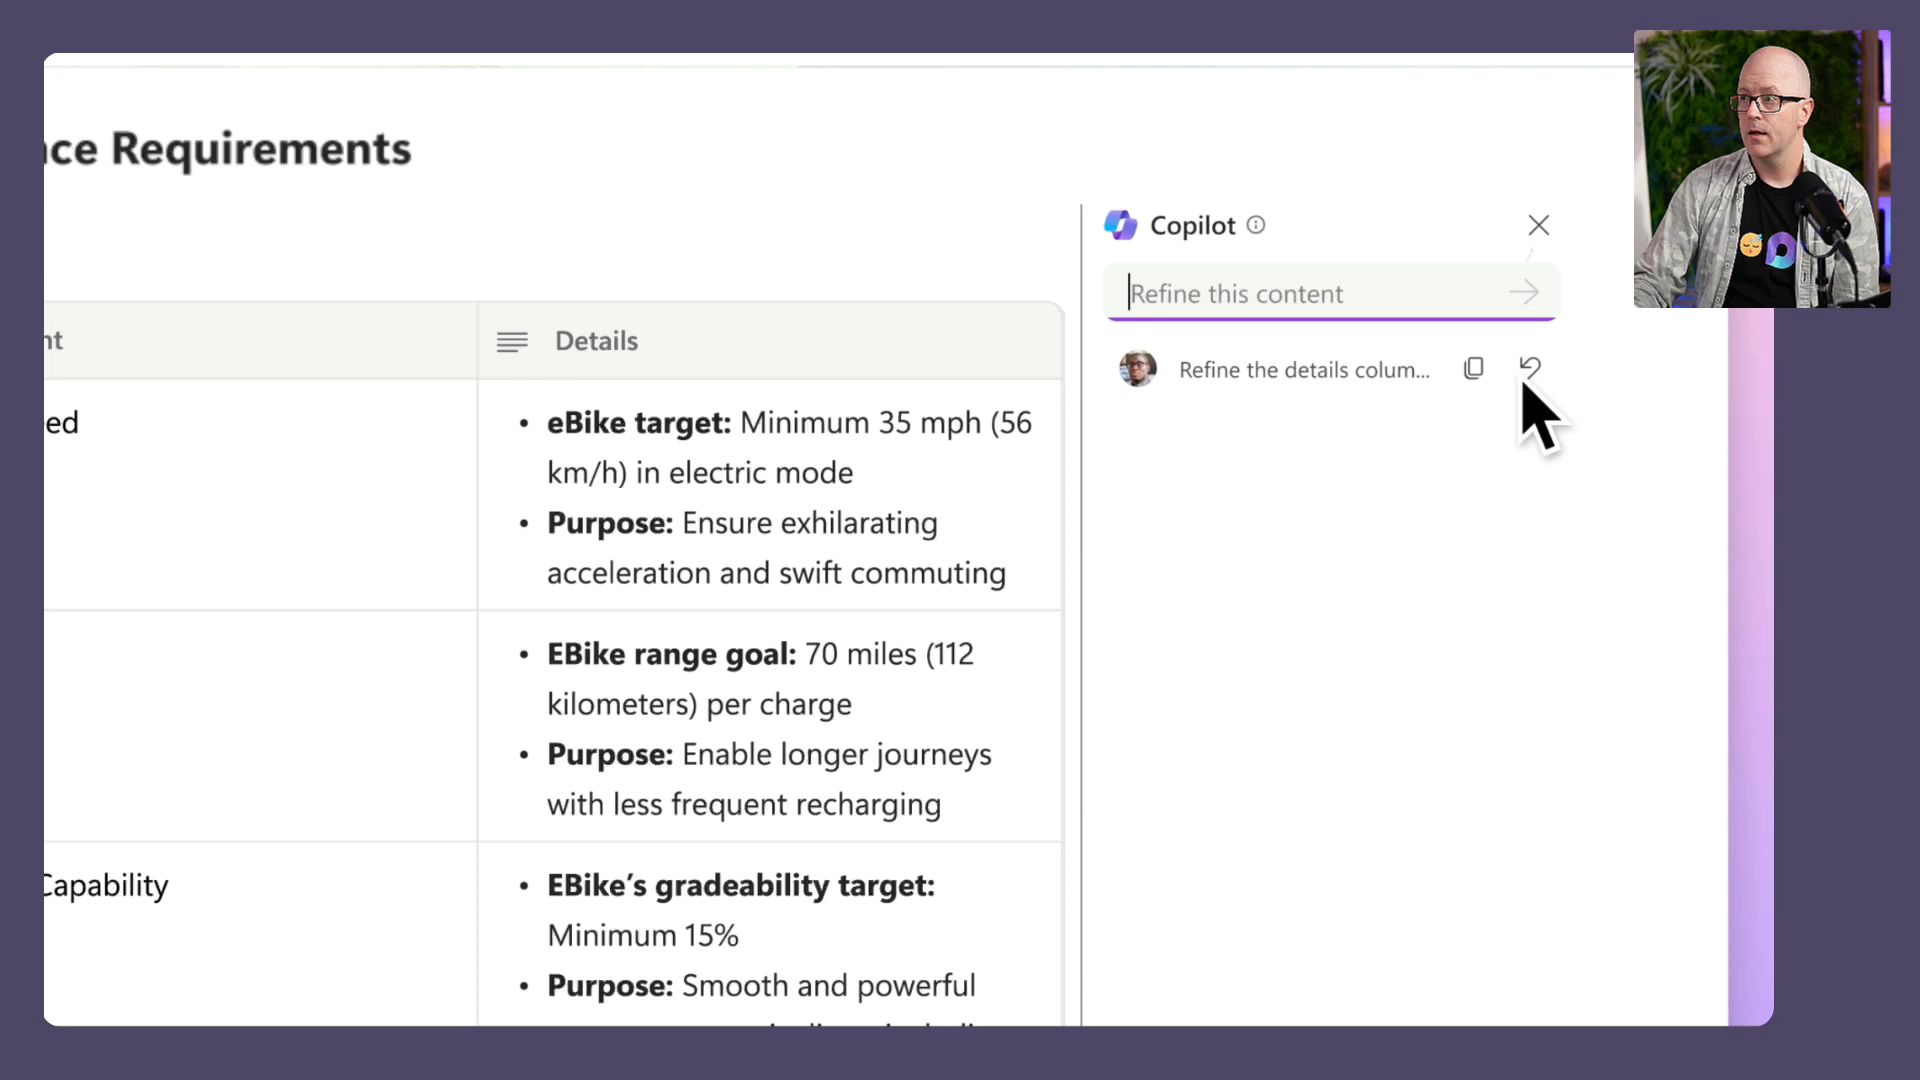 ce Requirements
Copilot
Refine this content
Details
Refine the details colum...
ed
• eBike target: Minimum 35 mph (56
km/h) in electric mode
• Purpose: Ensure exhilarating
acceleration and swift commuting
• EBike range goal: 70 miles (112
kilometers) per charge
• Purpose: Enable longer journeys
with less frequent recharging
Capability
• EBike’s gradeability target:
Minimum 15%
• Purpose: Smooth and powerful